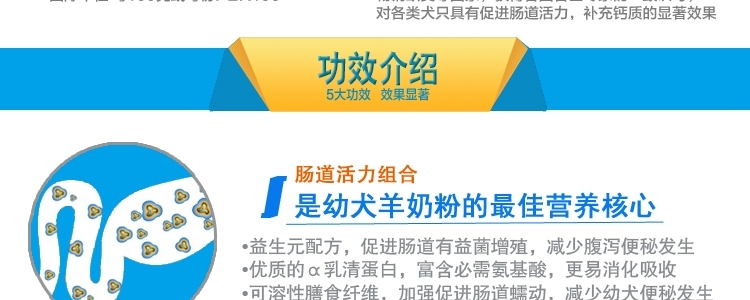 对各类犬只具有促进肠道活力，补充钙质的显著效果
功效介绍
5大功效 效果显著
肠道活力组合
1是幼犬羊奶粉的最佳营养核心
•益生元配方，促进肠道有益菌增殖，减少腹泻便秘发生
•优质的α乳清蛋白，富含必需氨基酸，更易消化吸收
•可溶性膳食纤维，加强促进肠道蠕动，减少幼犬便秘发生